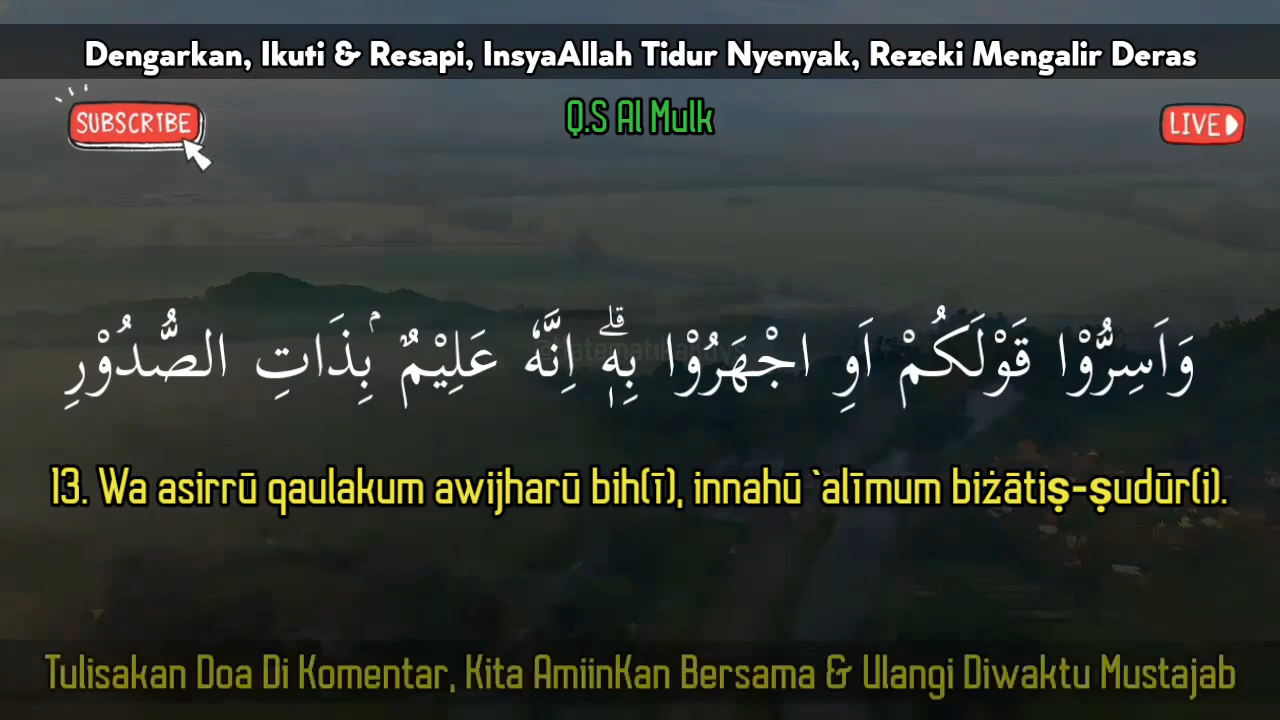 Dengarkan, Ikuti & Resapi, InsyaAllah Tidur Nyenyak, Rezeki Mengalir Deras
SUBSCRIBE
Q.S Al Mulk
LIVE
وَاَسِرُّوْا قَوْلَكُمْ اَوِ اجْهَرُوْا بِهٖۗ اِنَّهٗ عَلِيْمٌ ۢبِذَاتِ الصُّدُوْرِ
13. Wa asirrū qaulakum awijharū bih(ī), innahū `alīmum biżātiṣ-ṣudūr(i).
Tulisakan Doa Di Komentar, Kita AmiinKan Bersama & Ulangi Diwaktu Mustajab